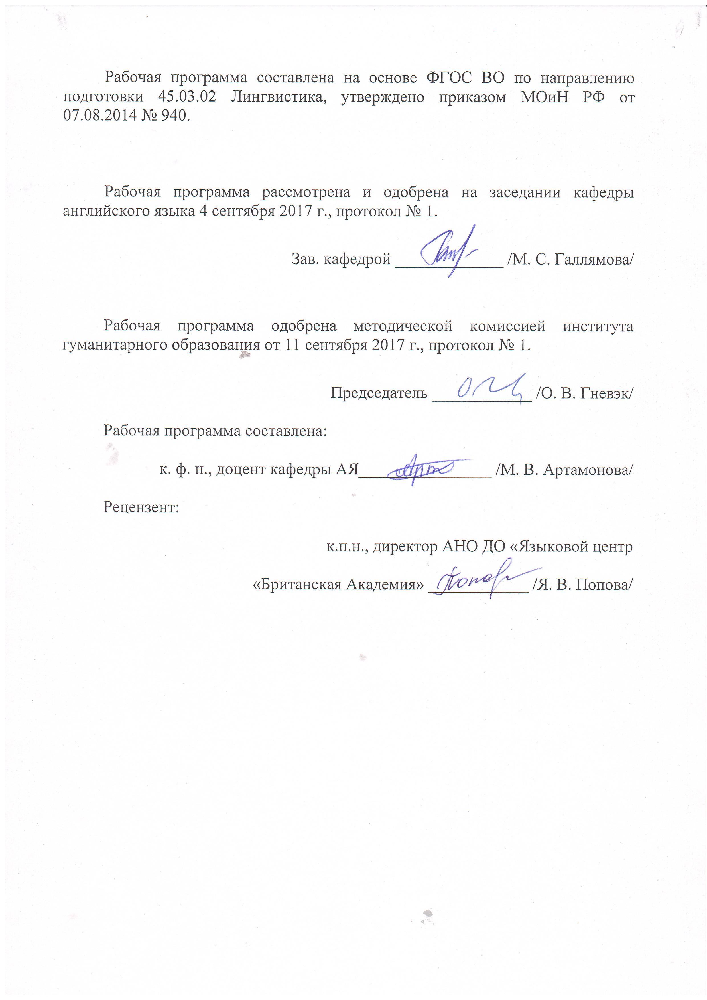 Рабочая программа составлена на основе ФГОС ВО по направлению
подготовки 45.03.02 Лингвистика, утверждено приказом МОиН РФ от
07.08.2014 № 940.
Рабочая программа рассмотрена и одобрена на заседании кафедры
английского языка 4 сентября 2017 г., протокол № 1.
Зав. кафедрой _____________ /М. С. Галлямова/
Рабочая программа одобрена методической комиссией института
гуманитарного образования от 11 сентября 2017 г., протокол № 1.
Председатель ____________ /О. В. Гневэк/
Рабочая программа составлена:
к. ф. н., доцент кафедры АЯ________________ /М. В. Артамонова/
Рецензент:
к.п.н., директор АНО ДО «Языковой центр
«Британская Академия» ____________ /Я. В. Попова/